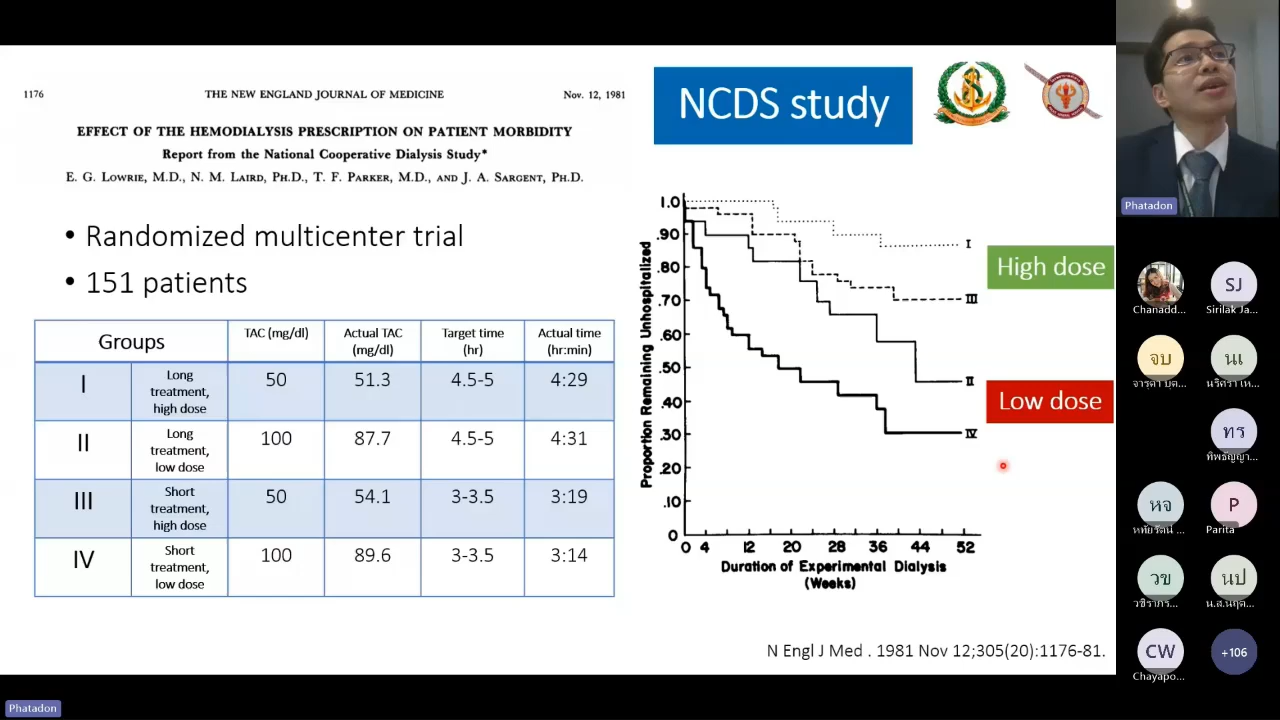 1176 THE NEW ENGLAND JOURNAL OF MEDICINE Nov. 12, 1981
EFFECT OF THE HEMODIALYSIS PRESCRIPTION ON PATIENT MORBIDITY
Report from the National Cooperative Dialysis Study*
E. G. LOWRIE, M.D., N. M. LAIRD, PH.D., T. F. PARKER, M.D., AND J. A. SARGENT, PH.D.
NCDS study
• Randomized multicenter trial
• 151 patients
Groups TAC (mg/dl) Actual TAC (mg/dl) Target time (hr) Actual time (hr:min)
I Long treatment, high dose 50 51.3 4.5-5 4:29
II Long treatment, low dose 100 87.7 4.5-5 4:31
III Short treatment, high dose 50 54.1 3-3.5 3:19
IV Short treatment, low dose 100 89.6 3-3.5 3:14
Proportion Remaining Unhospitalized
1.0
.90
.80
.70
.60
.50
.40
.30
.20
.10
0
0 4 12 20 28 36 44 52
Duration of Experimental Dialysis
(Weeks)
I
III
II
IV
High dose
Low dose
N Engl J Med . 1981 Nov 12;305(20):1176-81.
Phatadon
Chanadd...
SJ
Sirilak Ja...
จบ
จารุดา บุต...
นเ
นริศรา เห...
ทร
ทิพธัญญา...
หจ
หทัยรัตน์ ...
P
Parita
วข
วชิราภร...
นป
น.ส.นฤด...
CW
Chayapo...
+106
Phatadon